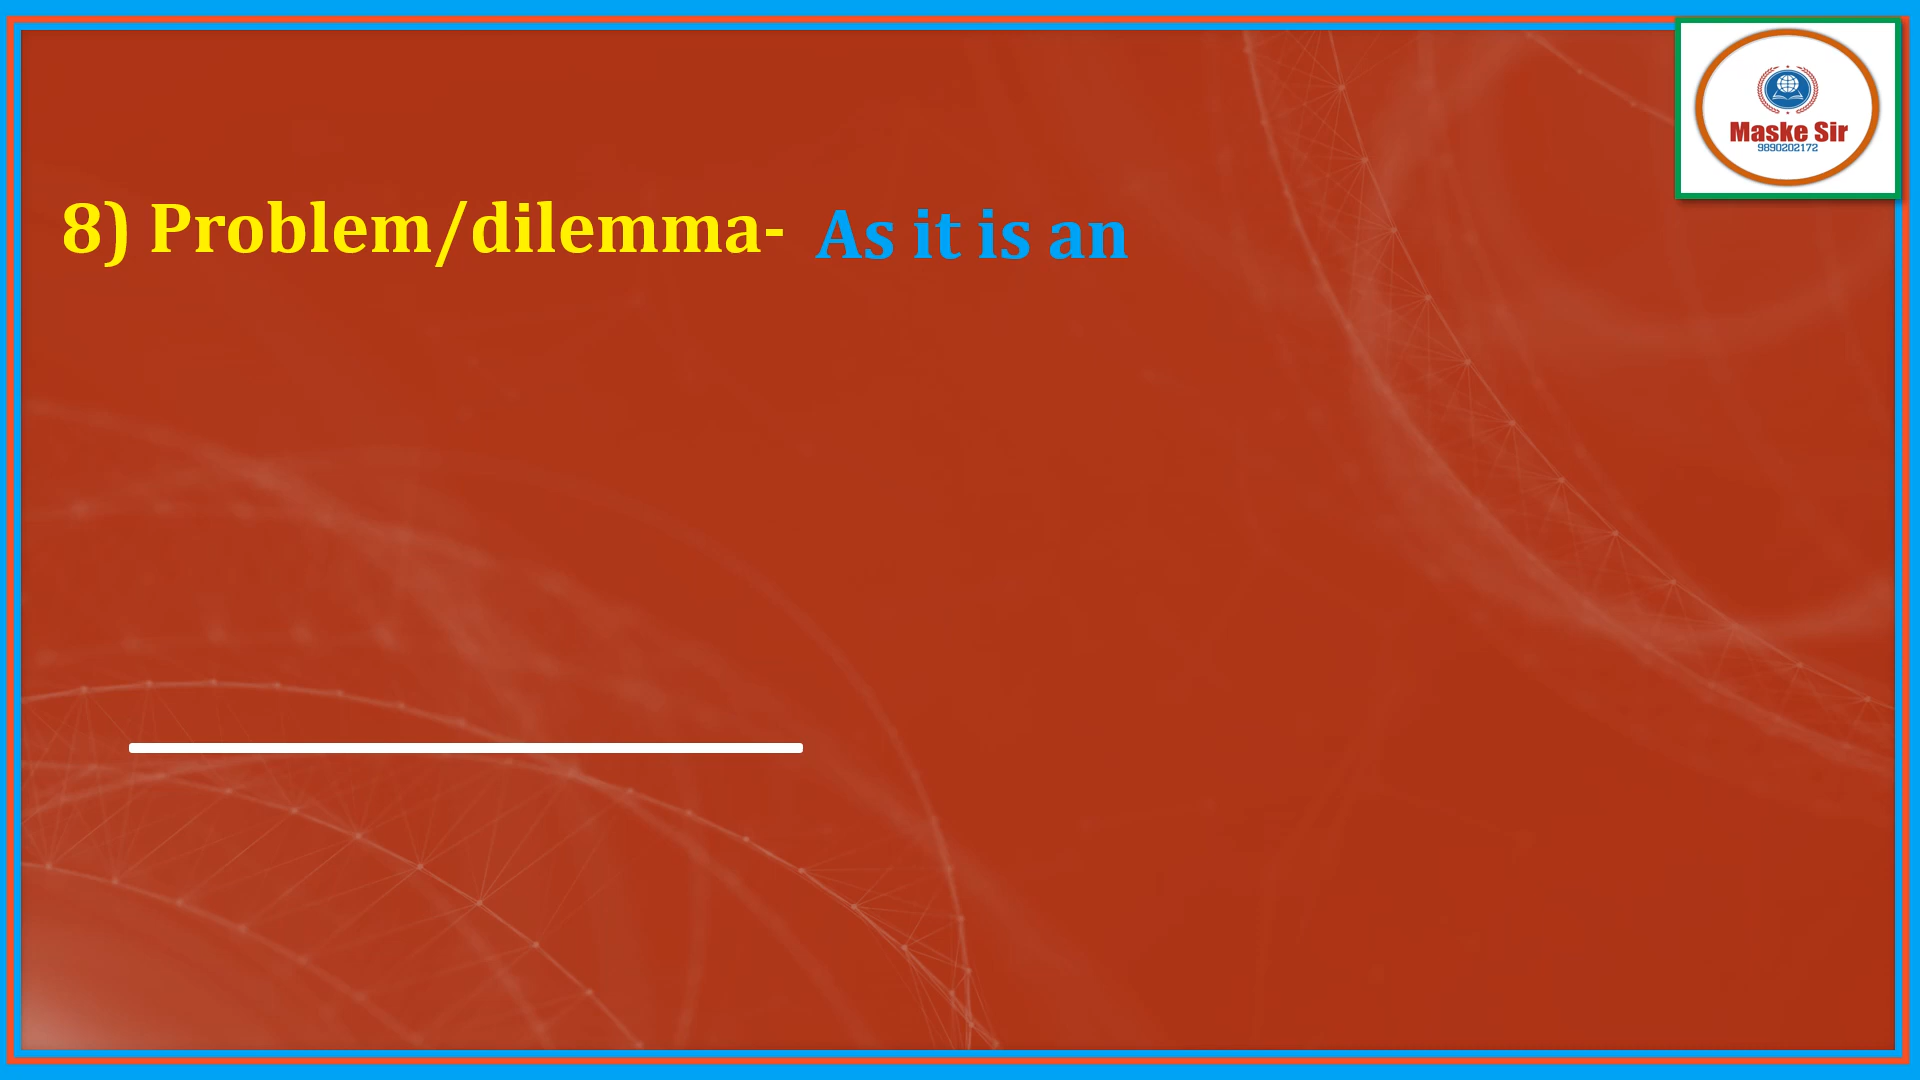 Maske Sir
9890202172
8) Problem/dilemma- As it is an